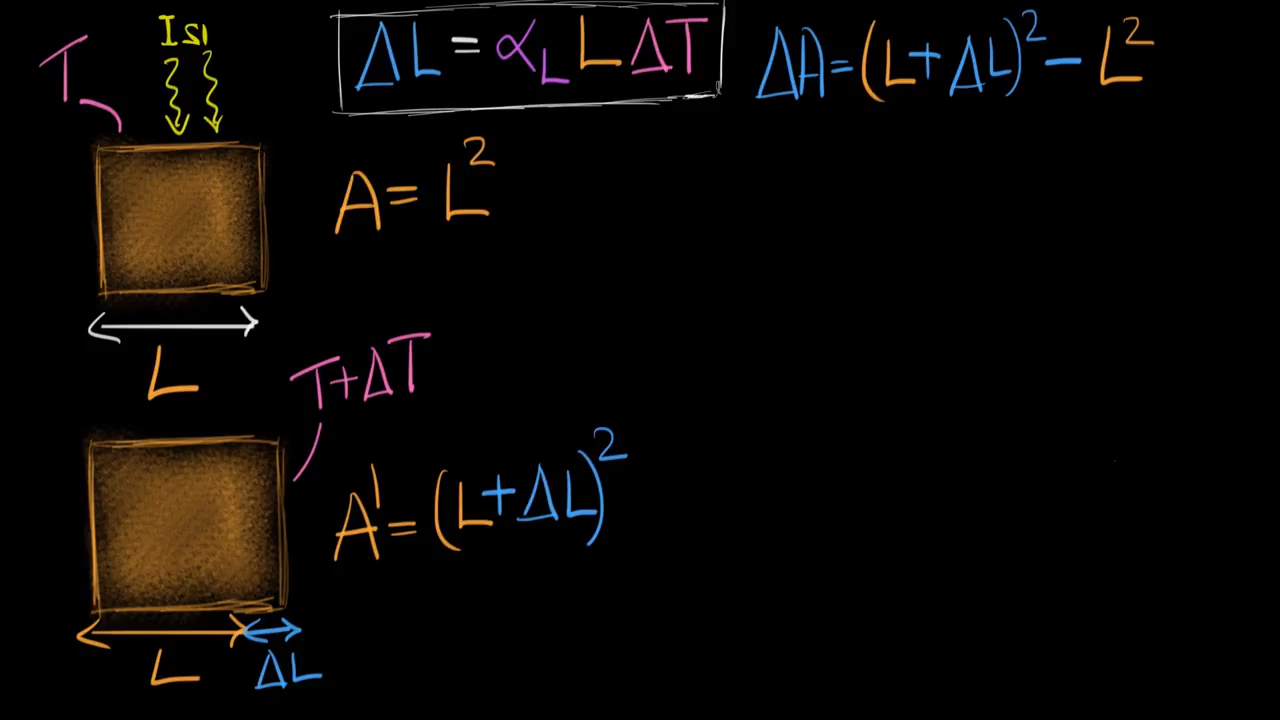 T
ISI
ΔL = α_L L ΔT
ΔA = (L + ΔL)² - L²
A = L²
L
T + ΔT
A' = (L + ΔL)²
L ΔL